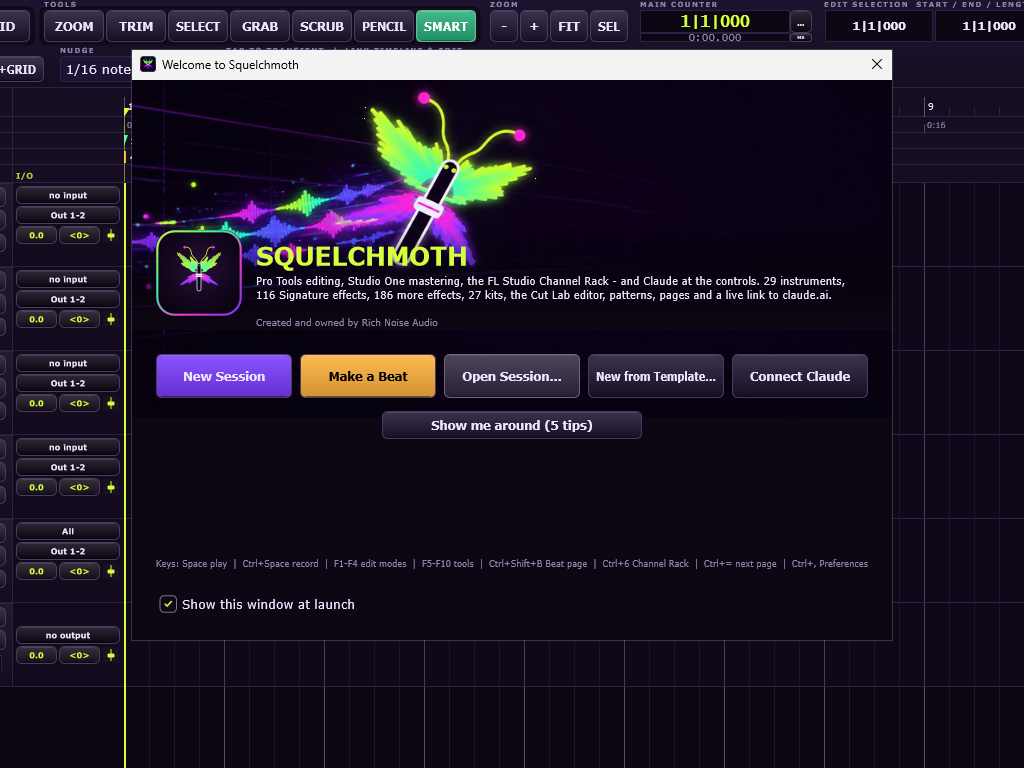 TOOLS
ZOOM
MAIN COUNTER
EDIT SELECTION START / END / LENGT
ID
ZOOM
TRIM
SELECT
GRAB
SCRUB
PENCIL
SMART
-
+
FIT
SEL
1|1|000
...
0:00.000
1|1|000
1|1|000
NUDGE
TAB TO TRANSIENT | LINK TIMELINE & EDIT
+GRID
1/16 note
Welcome to Squelchmoth
9
0:16
I/O
no input
Out 1-2
0.0
<0>
no input
Out 1-2
0.0
<0>
no input
Out 1-2
0.0
<0>
no input
Out 1-2
0.0
<0>
All
Out 1-2
0.0
<0>
no output
0.0
<0>
SQUELCHMOTH
Pro Tools editing, Studio One mastering, the FL Studio Channel Rack - and Claude at the controls. 29 instruments,
116 Signature effects, 186 more effects, 27 kits, the Cut Lab editor, patterns, pages and a live link to claude.ai.
Created and owned by Rich Noise Audio
New Session
Make a Beat
Open Session...
New from Template...
Connect Claude
Show me around (5 tips)
Keys: Space play | Ctrl+Space record | F1-F4 edit modes | F5-F10 tools | Ctrl+Shift+B Beat page | Ctrl+6 Channel Rack | Ctrl+= next page | Ctrl+, Preferences
Show this window at launch